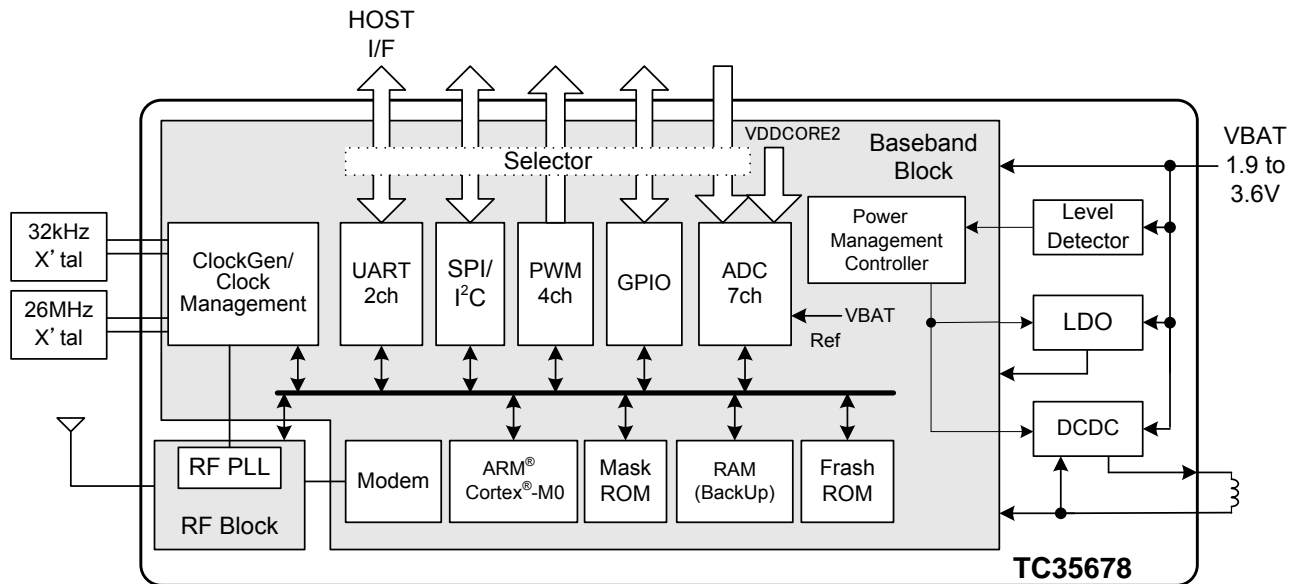 HOST
I/F
VDDCORE2
Selector
Baseband
Block
VBAT
1.9 to
3.6V
32kHz
X’tal
26MHz
X’tal
ClockGen/
Clock
Management
UART
2ch
SPI/
I²C
PWM
4ch
GPIO
ADC
7ch
VBAT
Ref
Power
Management
Controller
Level
Detector
LDO
DCDC
RF PLL
RF Block
Modem
ARM®
Cortex®-M0
Mask
ROM
RAM
(BackUp)
Frash
ROM
TC35678